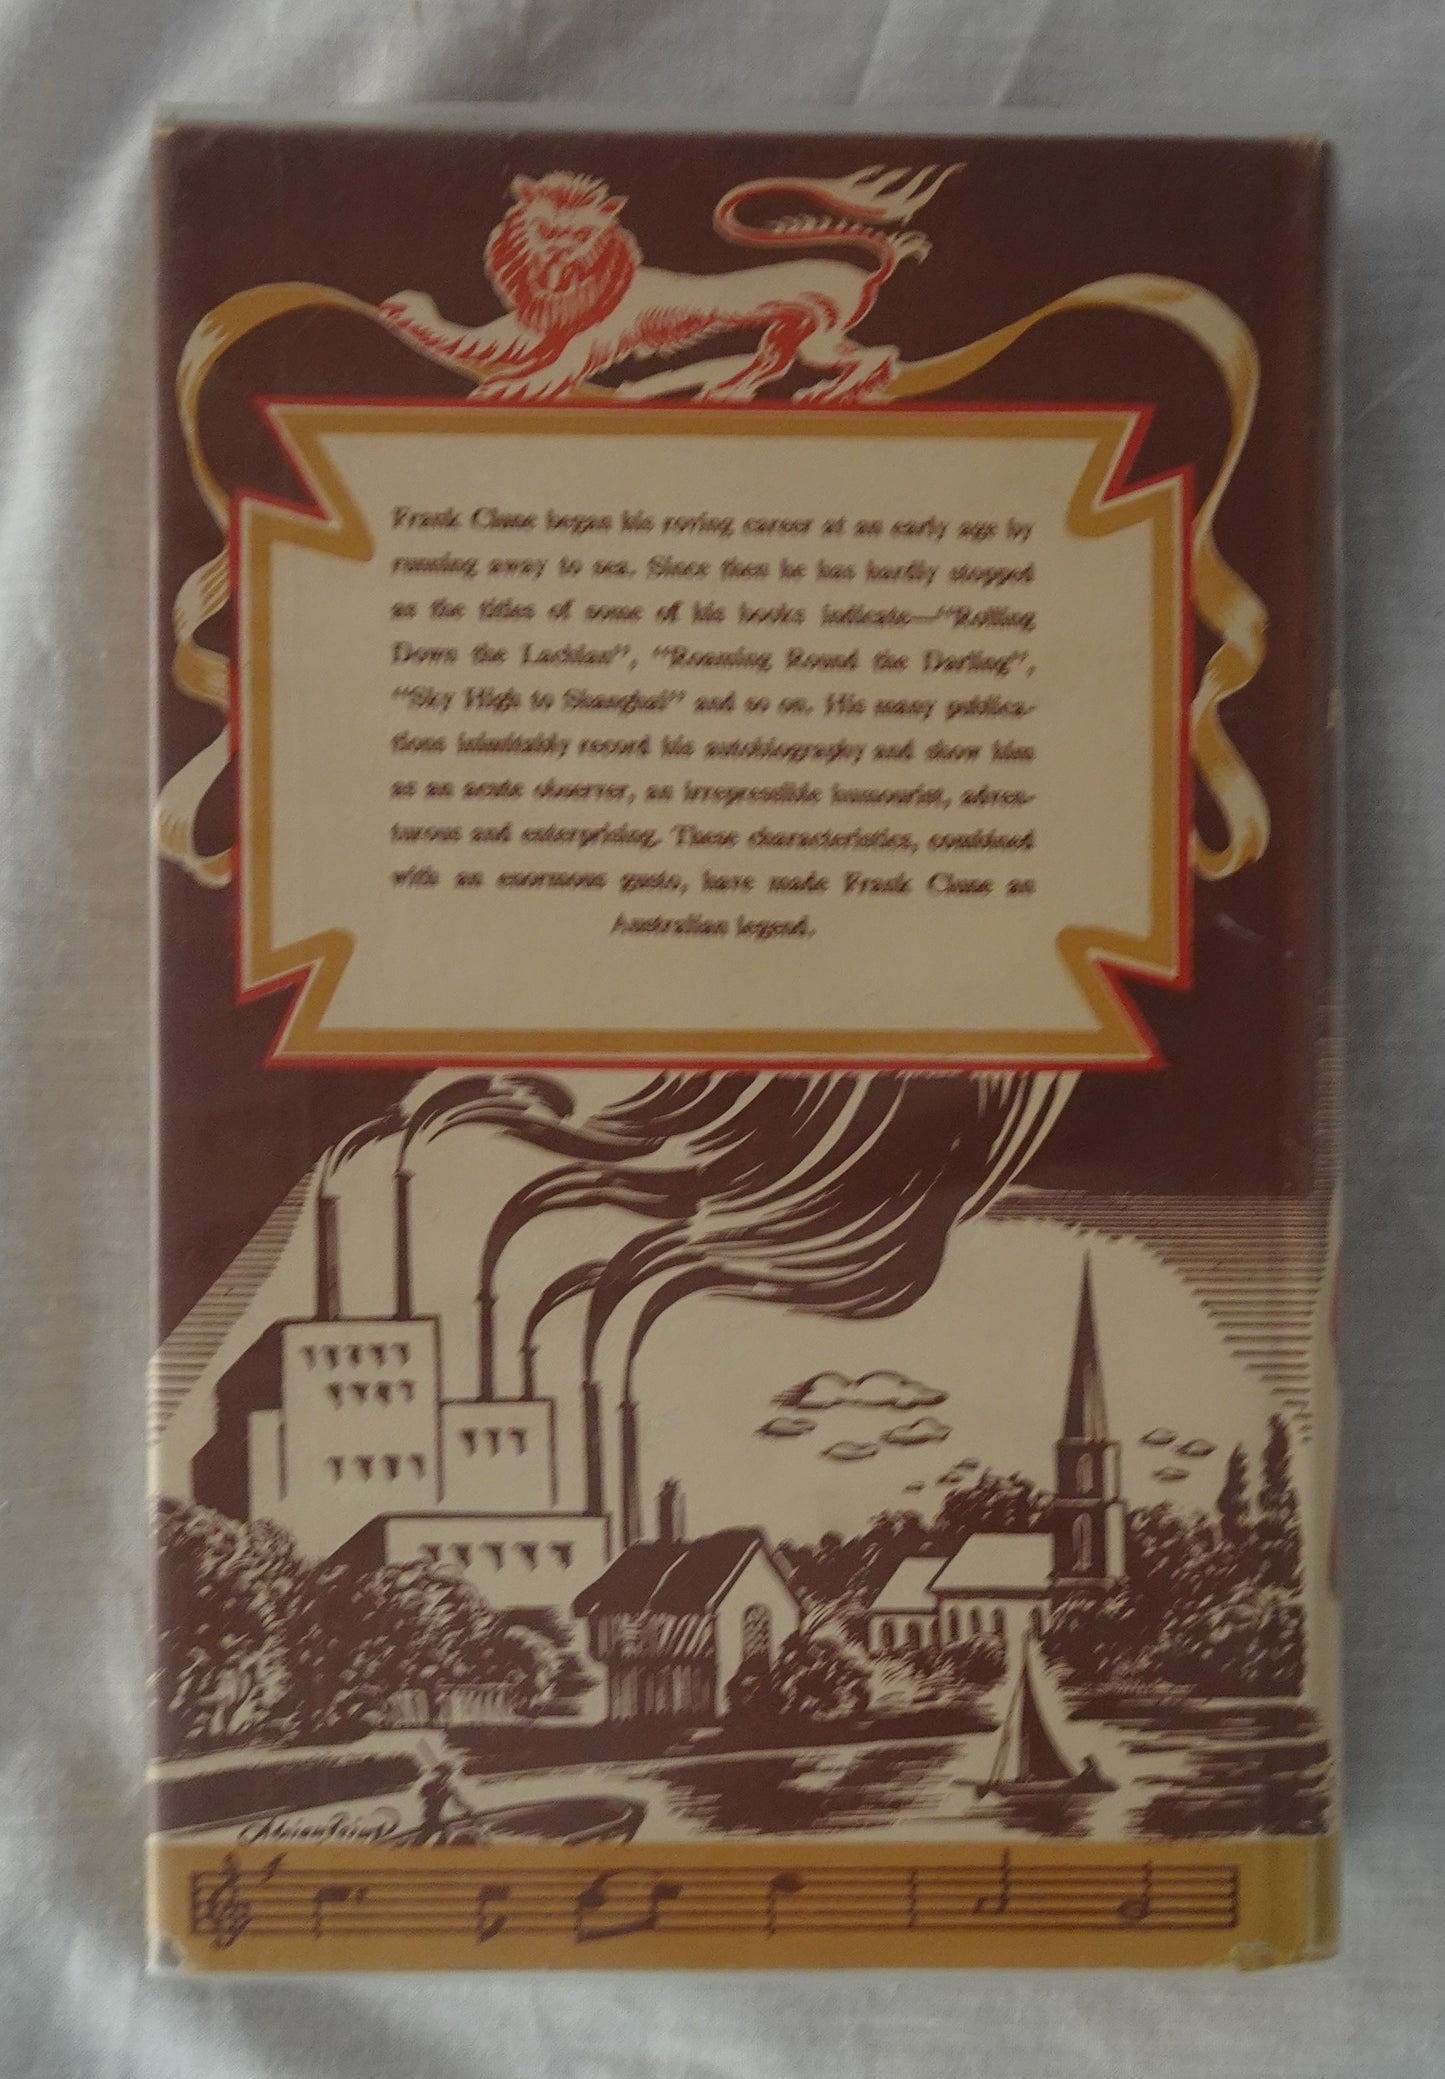 Frank Clune began his roving career at an early age by
running away to sea. Since then he has hardly stopped
as the titles of some of his books indicate—“Rolling
Down the Lachlan”, “Roaming Round the Darling”,
“Sky High to Shanghai” and so on. His many publica-
tions inimitably record his autobiography and show him
as an acute observer, an irrepressible humourist, adven-
turous and enterprising. These characteristics, combined
with an enormous gusto, have made Frank Clune an
Australian legend.